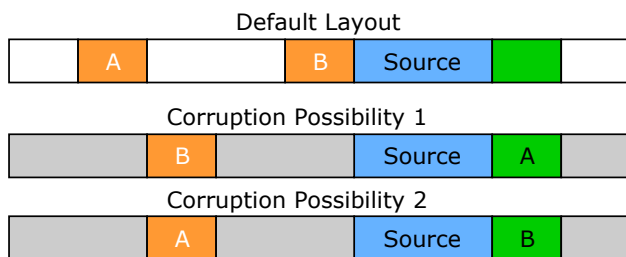 Default Layout
A B Source
Corruption Possibility 1
B Source A
Corruption Possibility 2
A Source B